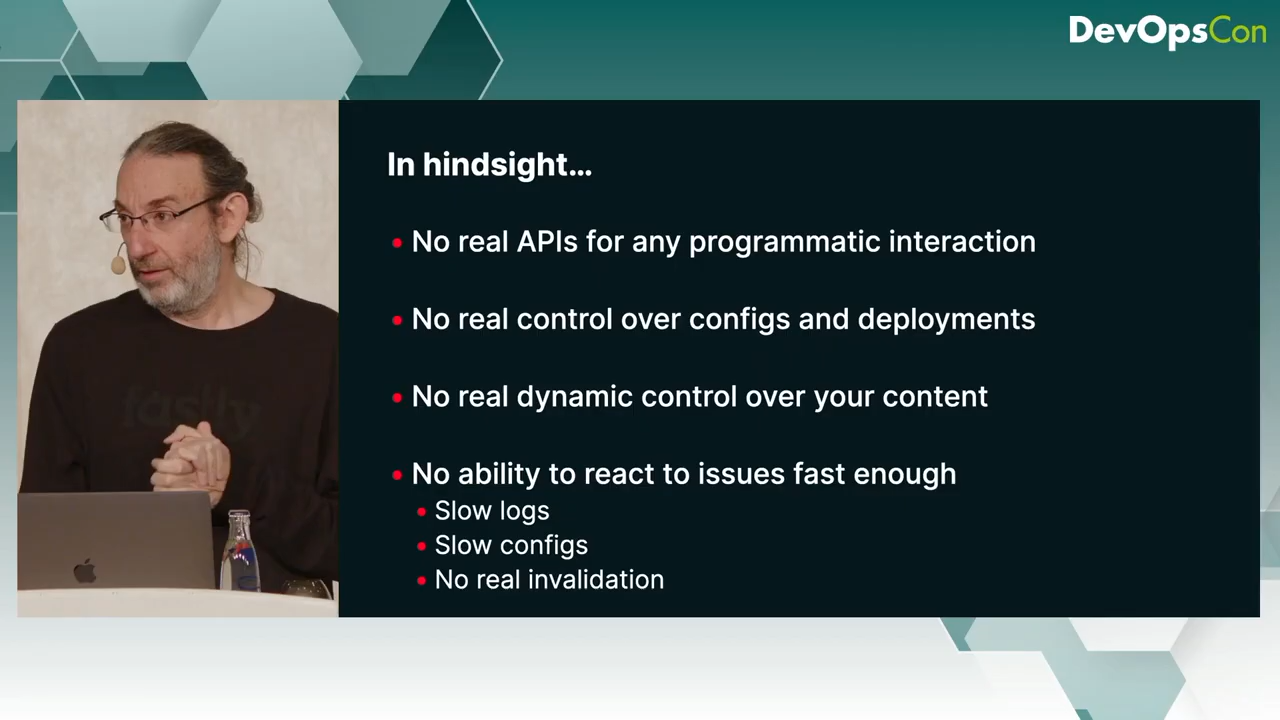 DevOpsCon
In hindsight...
• No real APIs for any programmatic interaction
• No real control over configs and deployments
• No real dynamic control over your content
• No ability to react to issues fast enough
• Slow logs
• Slow configs
• No real invalidation
fastly